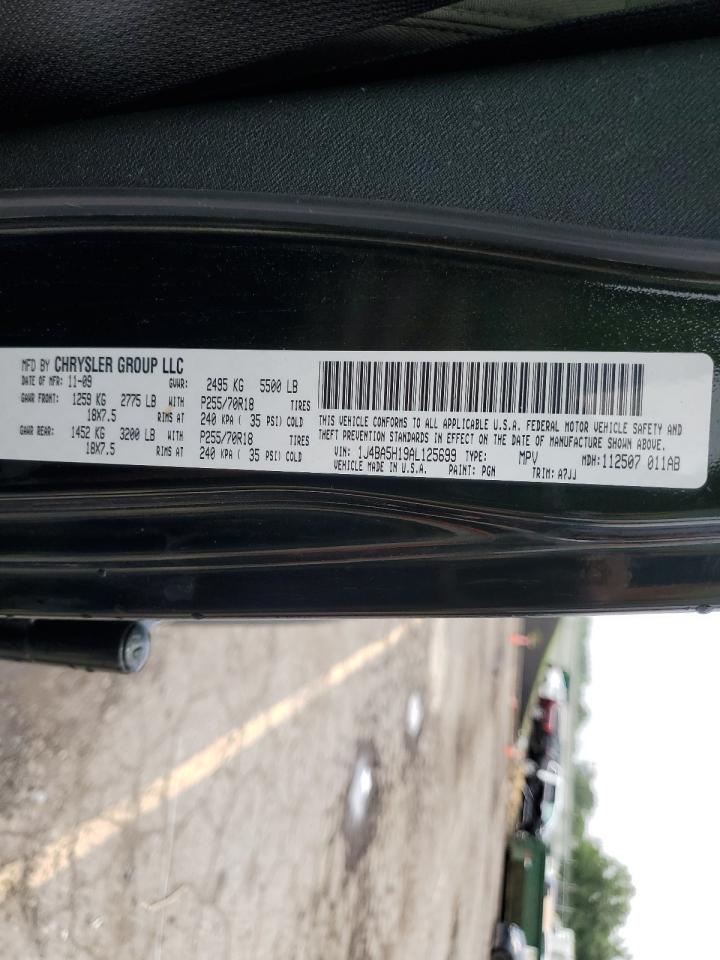 MFD BY CHRYSLER GROUP LLC
DATE OF MFR: 11-09 GVWR: 2495 KG 5500 LB
GAWR FRONT: 1259 KG 2775 LB WITH P255/70R18 TIRES
18X7.5 RIMS AT 240 KPA ( 35 PSI) COLD
GAWR REAR: 1452 KG 3200 LB WITH P255/70R18 TIRES
18X7.5 RIMS AT 240 KPA ( 35 PSI) COLD
THIS VEHICLE CONFORMS TO ALL APPLICABLE U.S.A. FEDERAL MOTOR VEHICLE SAFETY AND
THEFT PREVENTION STANDARDS IN EFFECT ON THE DATE OF MANUFACTURE SHOWN ABOVE.
VIN: 1J4BA5H19AL125699 TYPE: MPV MDH: 112507 011AB
VEHICLE MADE IN U.S.A. PAINT: PGN TRIM: A7JJ